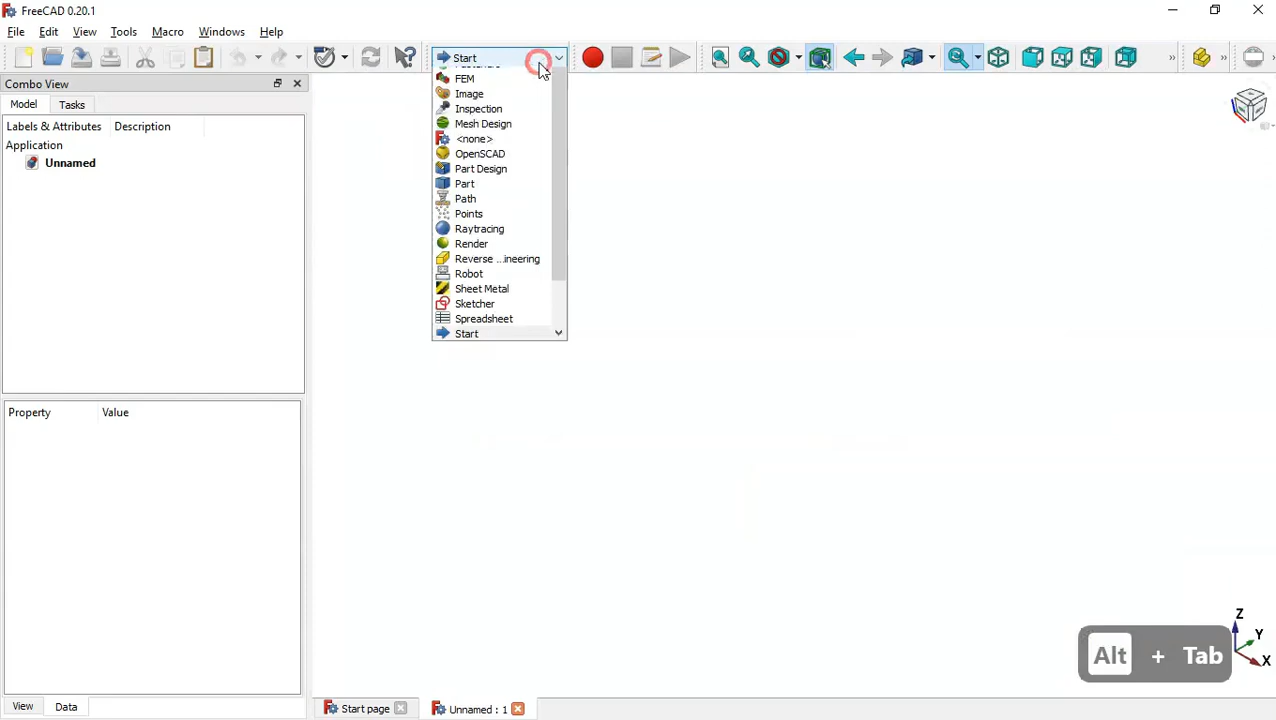 FreeCAD 0.20.1
File Edit View Tools Macro Windows Help
Start
Combo View
Model Tasks
Labels & Attributes Description
Application
Unnamed
FEM
Image
Inspection
Mesh Design
<none>
OpenSCAD
Part Design
Part
Path
Points
Raytracing
Render
Reverse ...ineering
Robot
Sheet Metal
Sketcher
Spreadsheet
Start
Property Value
Z
Y
X
Alt + Tab
View Data
Start page
Unnamed : 1